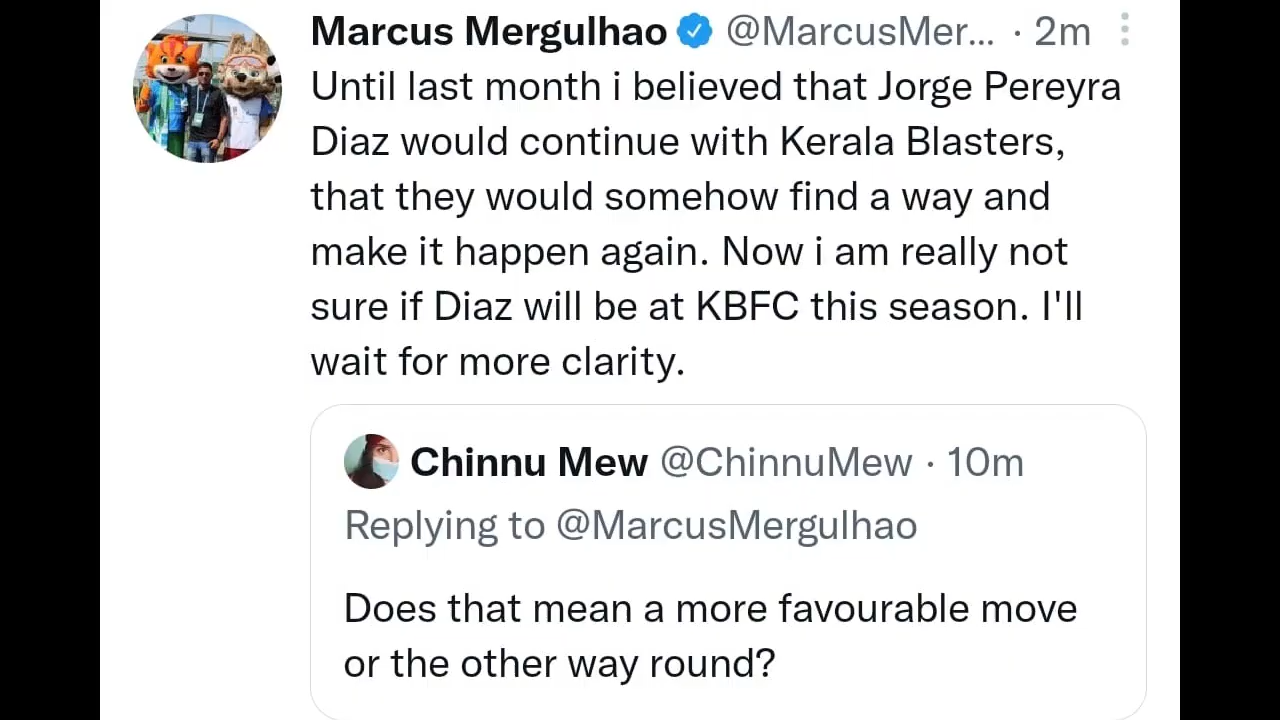 Marcus Mergulhao @MarcusMer... · 2m
Until last month i believed that Jorge Pereyra
Diaz would continue with Kerala Blasters,
that they would somehow find a way and
make it happen again. Now i am really not
sure if Diaz will be at KBFC this season. I'll
wait for more clarity.
Chinnu Mew @ChinnuMew · 10m
Replying to @MarcusMergulhao
Does that mean a more favourable move
or the other way round?